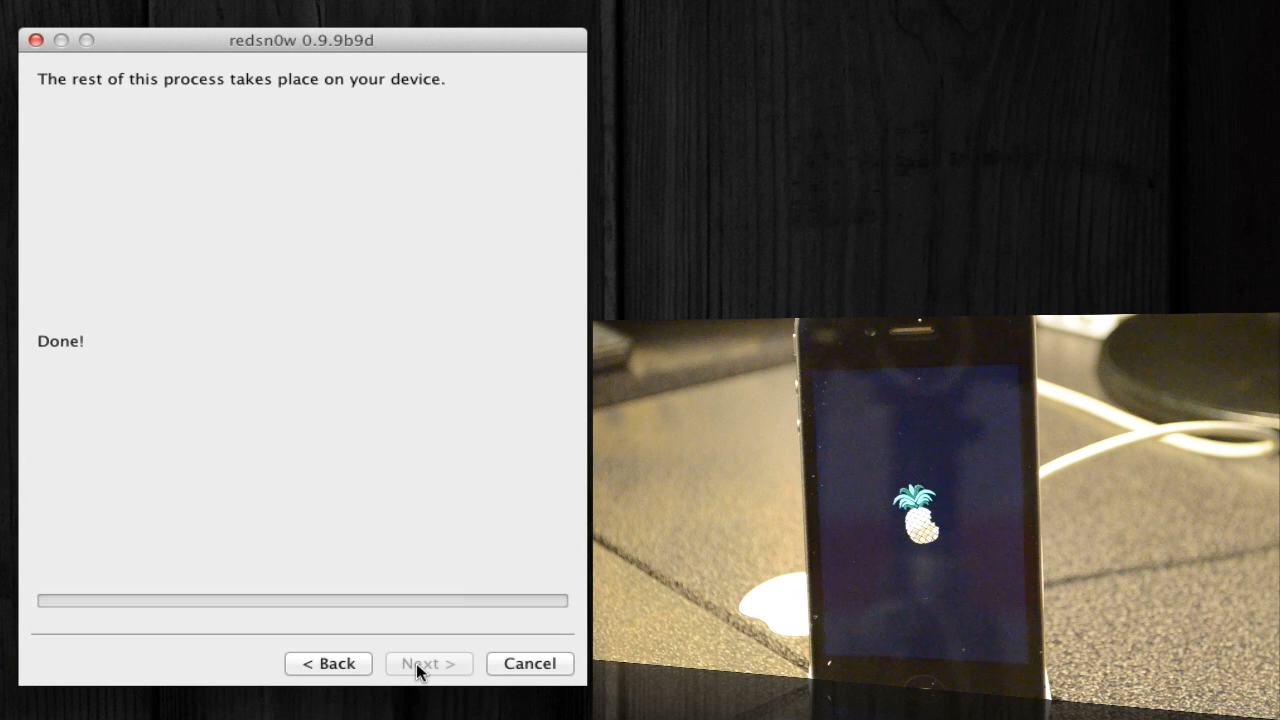 redsn0w 0.9.9b9d
The rest of this process takes place on your device.
Done!
< Back
Next >
Cancel